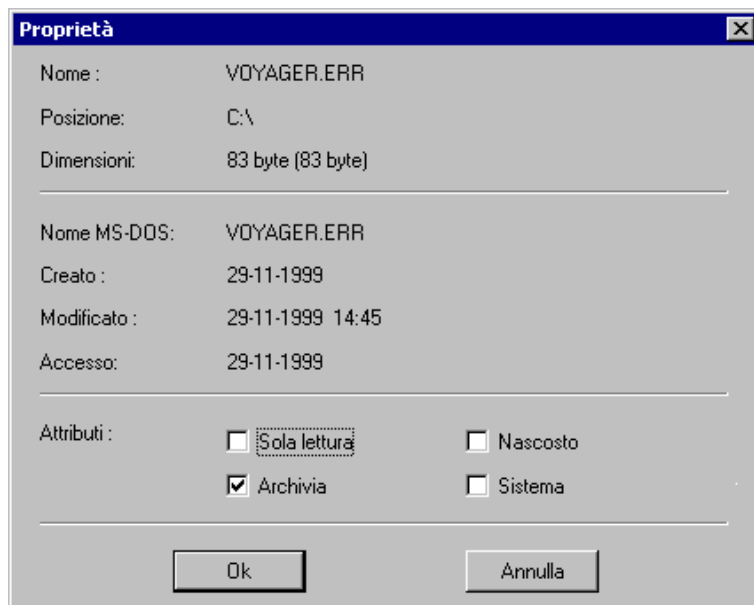 Proprietà
Nome : VOYAGER.ERR
Posizione: C:\
Dimensioni: 83 byte (83 byte)
Nome MS-DOS: VOYAGER.ERR
Creato : 29-11-1999
Modificato : 29-11-1999 14:45
Accesso: 29-11-1999
Attributi : Sola lettura Nascosto
Archivia Sistema
Ok Annulla